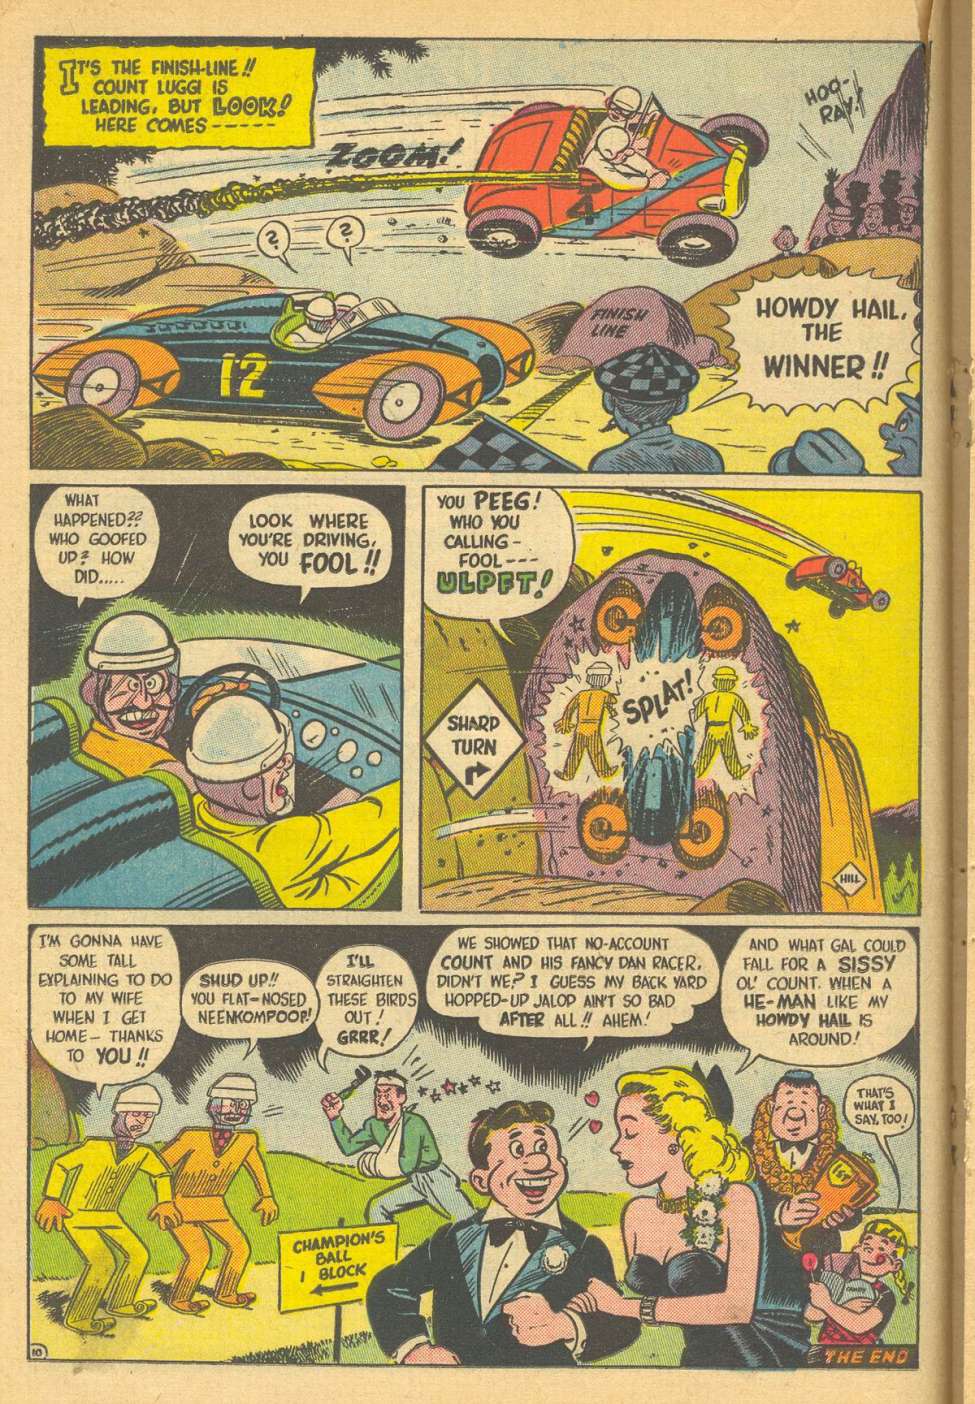 IT'S THE FINISH-LINE!!
COUNT LUGGI IS
LEADING, BUT LOOK!
HERE COMES-----
ZOOM!
HOO-
RAY!
?
?
4
12
FINISH
LINE
HOWDY HAIL,
THE
WINNER!!
WHAT
HAPPENED??
WHO GOOFED
UP? HOW
DID.....
LOOK WHERE
YOU'RE DRIVING,
YOU FOOL!!
YOU PEEG!
WHO YOU
CALLING-
FOOL---
ULPFT!
SPLAT!
SHARP
TURN
HILL
I'M GONNA HAVE
SOME TALL
EXPLAINING TO DO
TO MY WIFE
WHEN I GET
HOME- THANKS
TO YOU!!
SHUD UP!!
YOU FLAT-NOSED
NEENKOMPOOP!
I'LL
STRAIGHTEN
THESE BIRDS
OUT!
GRRR!
WE SHOWED THAT NO-ACCOUNT
COUNT AND HIS FANCY DAN RACER,
DIDN'T WE? I GUESS MY BACK YARD
HOPPED-UP JALOP AIN'T SO BAD
AFTER ALL!! AHEM!
AND WHAT GAL COULD
FALL FOR A SISSY
OL' COUNT, WHEN A
HE-MAN LIKE MY
HOWDY HAIL IS
AROUND!
THAT'S
WHAT I
SAY, TOO!
1ST
CHAMPION'S
BALL
1 BLOCK
10
THE END